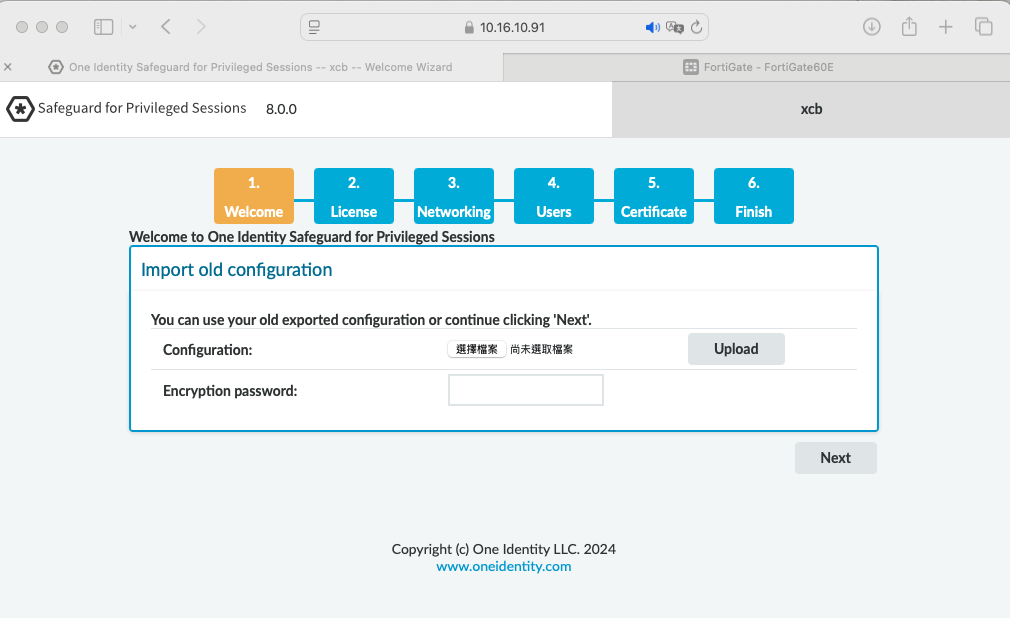 10.16.10.91
One Identity Safeguard for Privileged Sessions -- xcb -- Welcome Wizard
FortiGate - FortiGate60E
Safeguard for Privileged Sessions 8.0.0
xcb
1. Welcome
2. License
3. Networking
4. Users
5. Certificate
6. Finish
Welcome to One Identity Safeguard for Privileged Sessions
Import old configuration
You can use your old exported configuration or continue clicking 'Next'.
Configuration: 選擇檔案 尚未選取檔案 Upload
Encryption password:
Next
Copyright (c) One Identity LLC. 2024
www.oneidentity.com